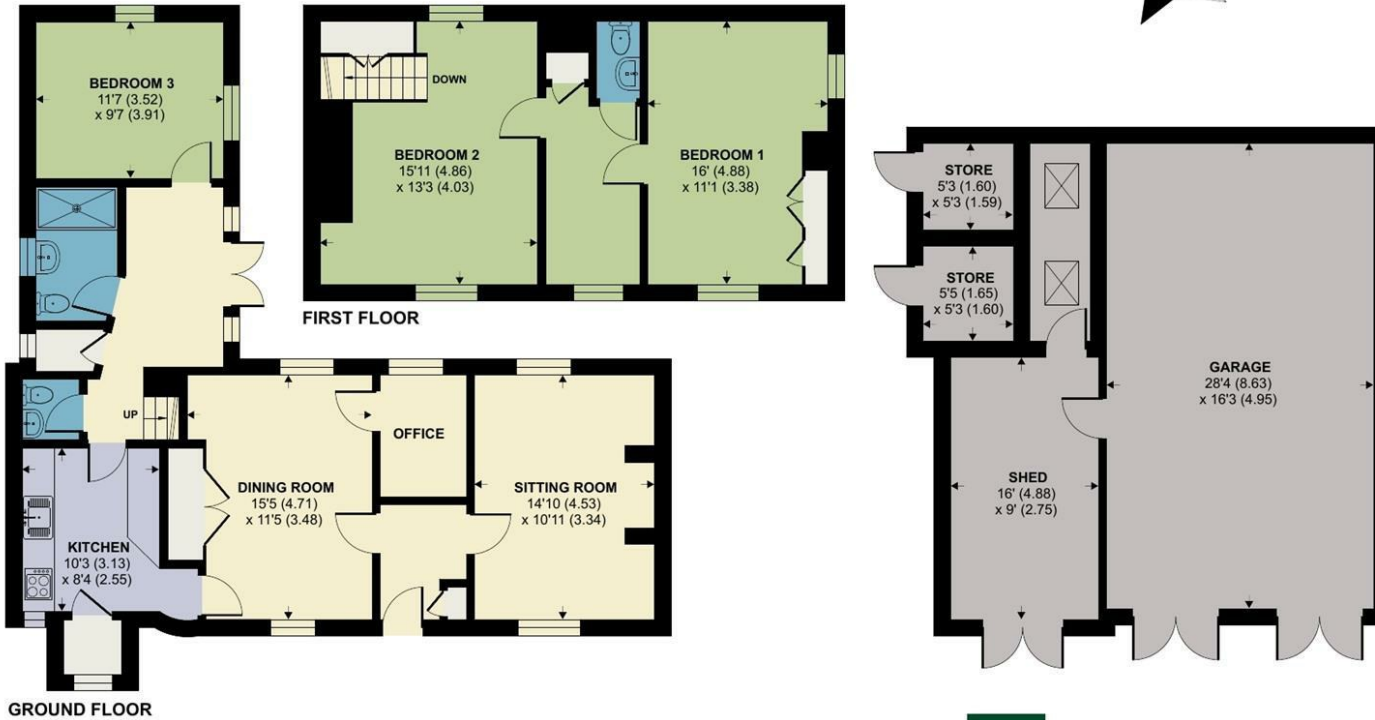 BEDROOM 3
11'7 (3.52)
x 9'7 (3.91)
DOWN
BEDROOM 2
15'11 (4.86)
x 13'3 (4.03)
BEDROOM 1
16' (4.88)
x 11'1 (3.38)
FIRST FLOOR
STORE
5'3 (1.60)
x 5'3 (1.59)
STORE
5'5 (1.65)
x 5'3 (1.60)
GARAGE
28'4 (8.63)
x 16'3 (4.95)
SHED
16' (4.88)
x 9' (2.75)
UP
OFFICE
DINING ROOM
15'5 (4.71)
x 11'5 (3.48)
SITTING ROOM
14'10 (4.53)
x 10'11 (3.34)
KITCHEN
10'3 (3.13)
x 8'4 (2.55)
GROUND FLOOR